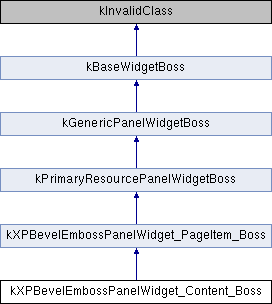 kInvalidClass
kBaseWidgetBoss
kGenericPanelWidgetBoss
kPrimaryResourcePanelWidgetBoss
kXPBevelEmbossPanelWidget_PageItem_Boss
kXPBevelEmbossPanelWidget_Content_Boss